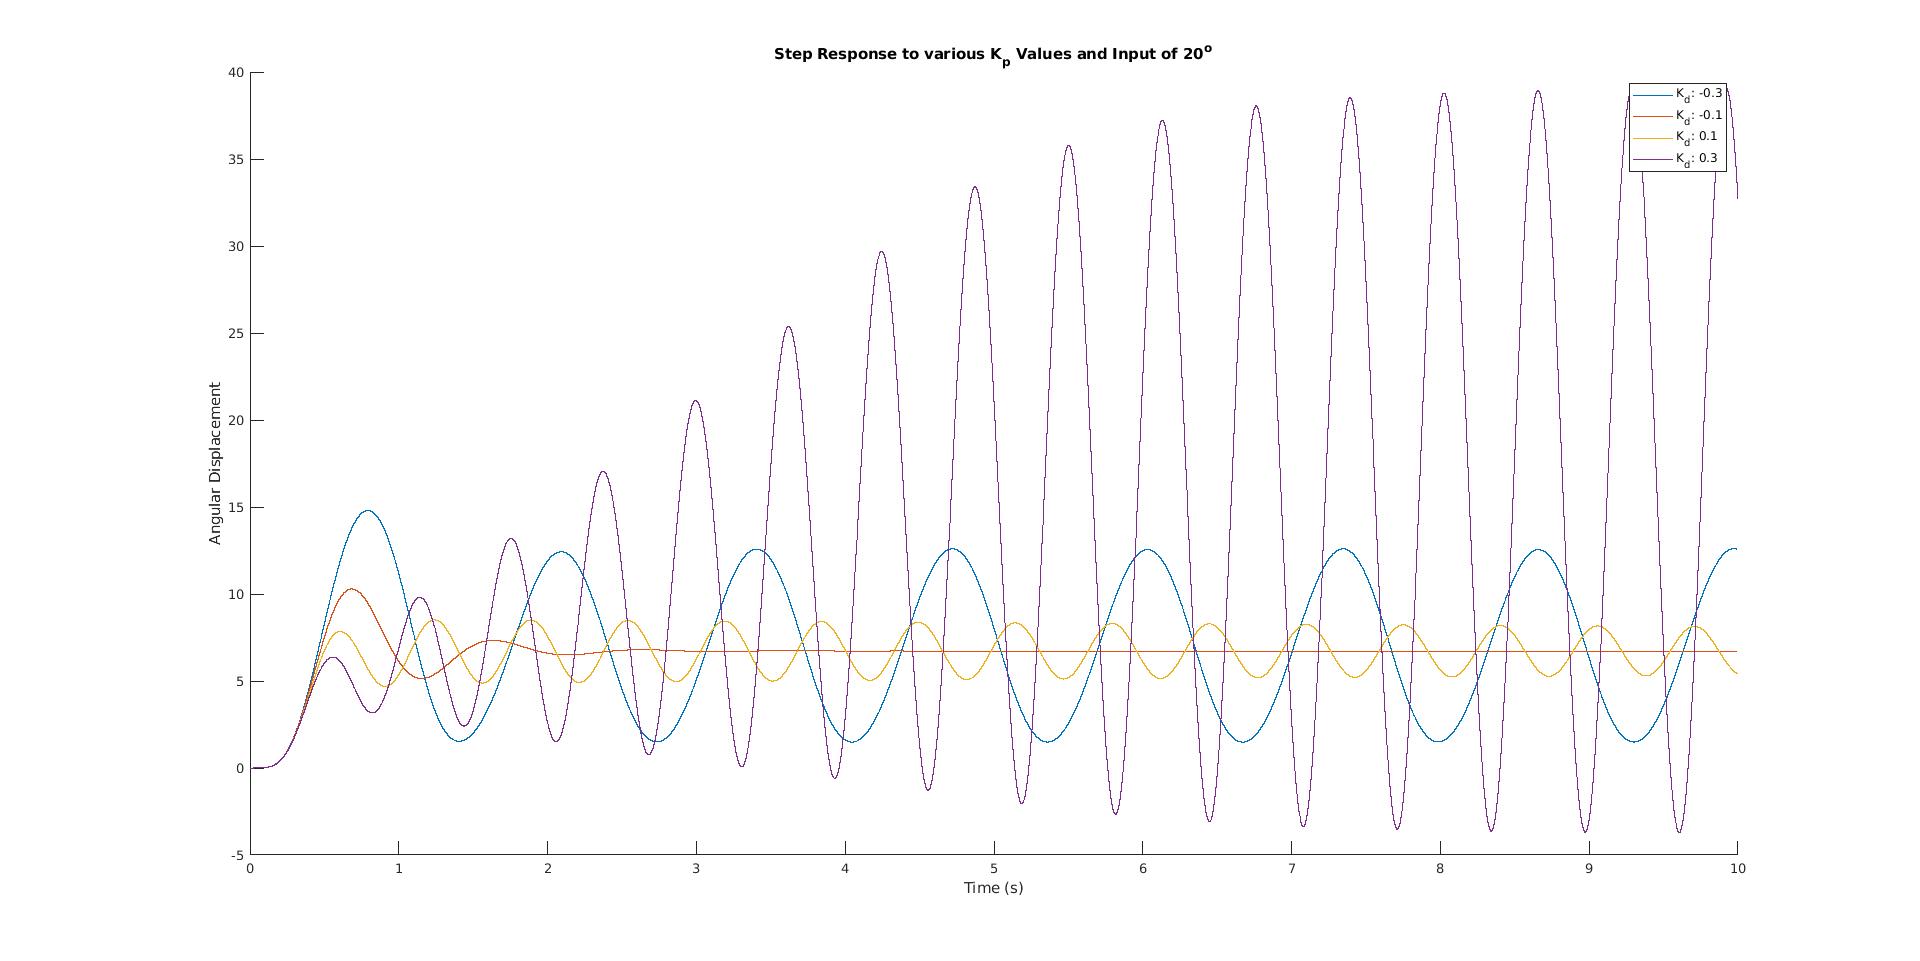 Step Response to various Kp Values and Input of 20o
40
35
30
25
20
15
10
5
0
-5
Angular Displacement
Kd: -0.3
Kd: -0.1
Kd: 0.1
Kd: 0.3
0 1 2 3 4 5 6 7 8 9 10
Time (s)